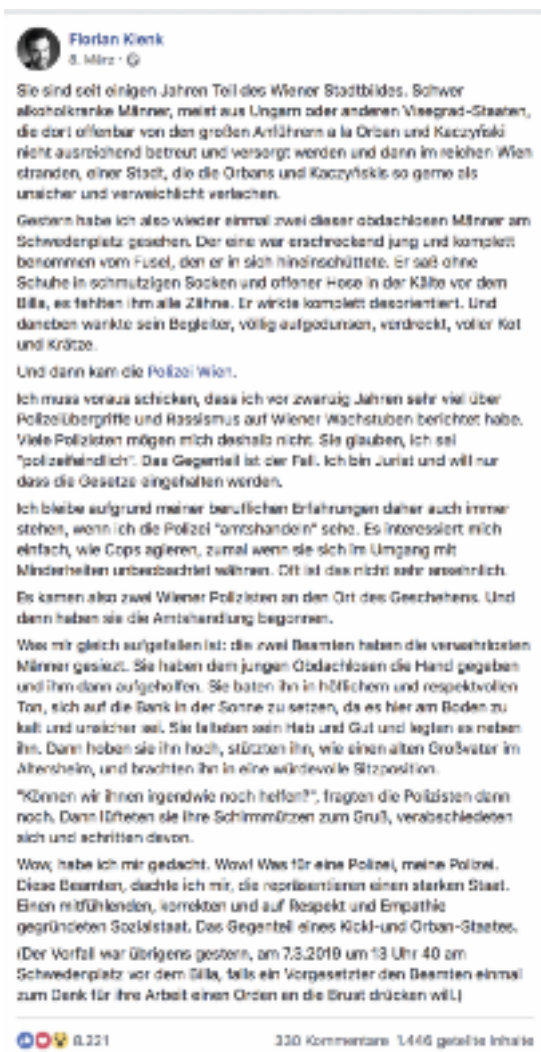 Florian Klenk
8. März ·
Sie sind seit einigen Jahren Teil des Wiener Stadtbildes. Schwer
alkoholkranke Männer, meist aus Ungarn oder anderen Visegrad-Staaten,
die dort offenbar von den großen Anführern a la Orban und Kaczyński
nicht ausreichend betreut und versorgt werden und dann im reichen Wien
stranden, einer Stadt, die die Orbans und Kaczyńskis so gerne als
unsicher und verweichlicht verlachen.
Gestern habe ich also wieder einmal zwei dieser obdachlosen Männer am
Schwedenplatz gesehen. Der eine war erschreckend jung und komplett
benommen vom Fusel, den er in sich hineinschüttete. Er saß ohne
Schuhe in schmutzigen Socken und offener Hose in der Kälte vor dem
Billa, es fehlten ihm alle Zähne. Er wirkte komplett desorientiert. Und
daneben wankte sein Begleiter, völlig aufgedunsen, verdreckt, voller Kot
und Krätze.
Und dann kam die Polizei Wien.
Ich muss voraus schicken, dass ich vor zwanzig Jahren sehr viel über
Polizeiübergriffe und Rassismus auf Wiener Wachstuben berichtet habe.
Viele Polizisten mögen mich deshalb nicht. Sie glauben, ich sei
"polizeifeindlich". Das Gegenteil ist der Fall. Ich bin Jurist und will nur
dass die Gesetze eingehalten werden.
Ich bleibe aufgrund meiner beruflichen Erfahrungen daher auch immer
stehen, wenn ich die Polizei "amtshandeln" sehe. Es interessiert mich
einfach, wie Cops agieren, zumal wenn sie sich im Umgang mit
Minderheiten unbeobachtet wähnen. Oft ist das nicht sehr ansehnlich.
Es kamen also zwei Wiener Polizisten an den Ort des Geschehens. Und
dann haben sie die Amtshandlung begonnen.
Was mir gleich aufgefallen ist: die zwei Beamten haben die verwahrlosten
Männer gesiezt. Sie haben dem jungen Obdachlosen die Hand gegeben
und ihm dann aufgeholfen. Sie baten ihn in höflichem und respektvollen
Ton, sich auf die Bank in der Sonne zu setzen, da es hier am Boden zu
kalt und unsicher sei. Sie falteten sein Hab und Gut und legten es neben
ihn. Dann hoben sie ihn hoch, stützten ihn, wie einen alten Großvater im
Altersheim, und brachten ihn in eine würdevolle Sitzposition.
"Können wir ihnen irgendwie noch helfen?", fragten die Polizisten dann
noch. Dann lüfteten sie ihre Schirmmützen zum Gruß, verabschiedeten
sich und schritten davon.
Wow, habe ich mir gedacht. Wow! Was für eine Polizei, meine Polizei.
Diese Beamten, dachte ich mir, die repräsentieren einen starken Staat.
Einen mitfühlenden, korrekten und auf Respekt und Empathie
gegründeten Sozialstaat. Das Gegenteil eines Kickl-und Orban-Staates.
(Der Vorfall war übrigens gestern, am 7.3.2019 um 13 Uhr 40 am
Schwedenplatz vor dem Billa, falls ein Vorgesetzter den Beamten einmal
zum Dank für ihre Arbeit einen Orden an die Brust drücken will.)
8.221 330 Kommentare 1.446 geteilte Inhalte